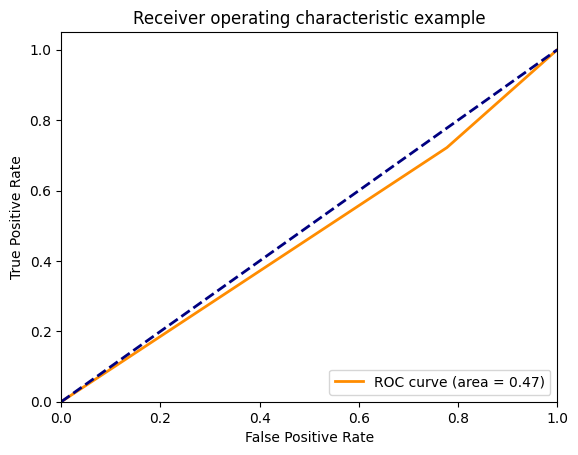 Receiver operating characteristic example
True Positive Rate
1.0
0.8
0.6
0.4
0.2
0.0
ROC curve (area = 0.47)
0.0 0.2 0.4 0.6 0.8 1.0
False Positive Rate